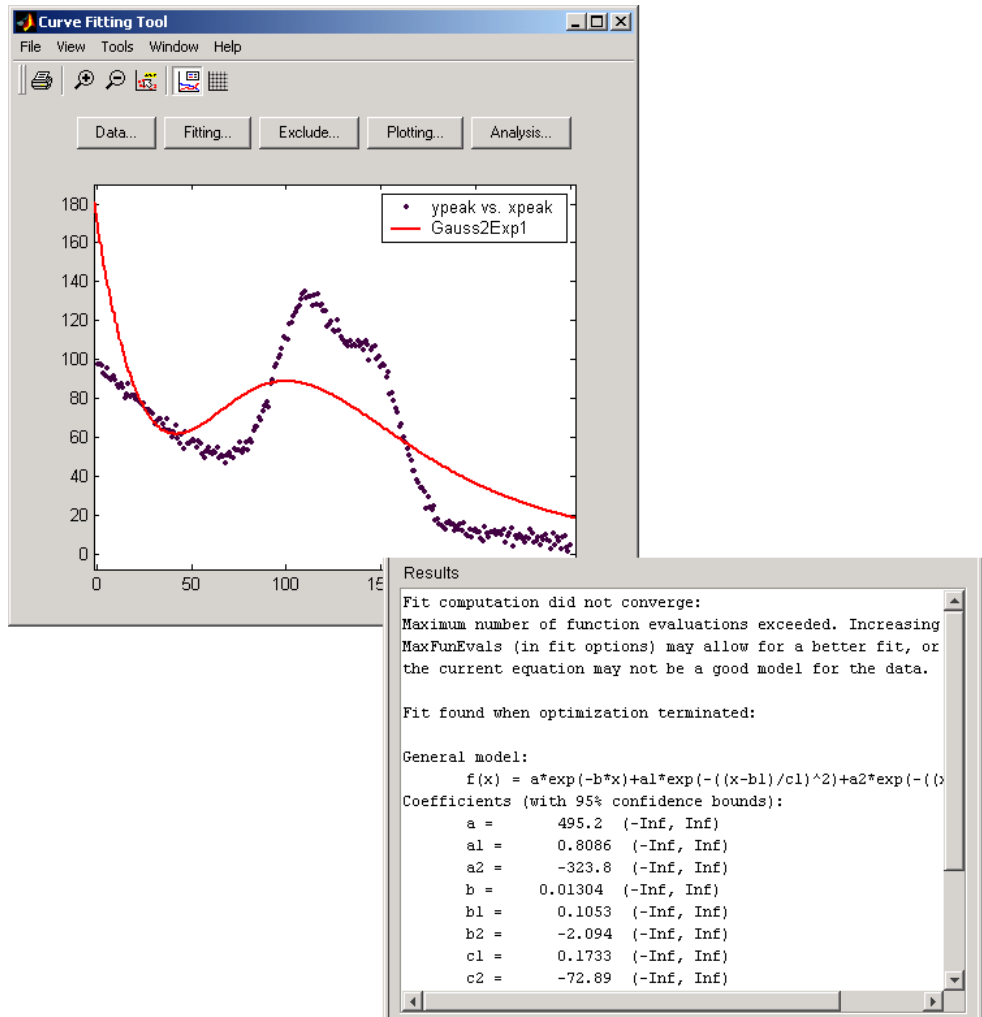 Curve Fitting Tool
File View Tools Window Help
Data... Fitting... Exclude... Plotting... Analysis...
180
160
140
120
100
80
60
40
20
0
ypeak vs. xpeak
Gauss2Exp1
0 50 100 15
Results
Fit computation did not converge:
Maximum number of function evaluations exceeded. Increasing
MaxFunEvals (in fit options) may allow for a better fit, or
the current equation may not be a good model for the data.
Fit found when optimization terminated:
General model:
f(x) = a*exp(-b*x)+a1*exp(-((x-b1)/c1)^2)+a2*exp(-((x
Coefficients (with 95% confidence bounds):
a = 495.2 (-Inf, Inf)
a1 = 0.8086 (-Inf, Inf)
a2 = -323.8 (-Inf, Inf)
b = 0.01304 (-Inf, Inf)
b1 = 0.1053 (-Inf, Inf)
b2 = -2.094 (-Inf, Inf)
c1 = 0.1733 (-Inf, Inf)
c2 = -72.89 (-Inf, Inf)